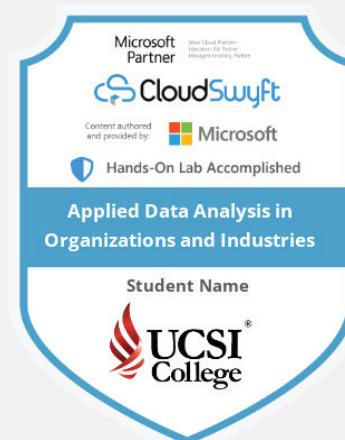 Microsoft
Partner
Silver Cloud Platform
Education ISV Partner
Managed Learning Partner
CloudSwyft
Content authored
and provided by:
Microsoft
Hands-On Lab Accomplished
Applied Data Analysis in
Organizations and Industries
Student Name
UCSI®
College